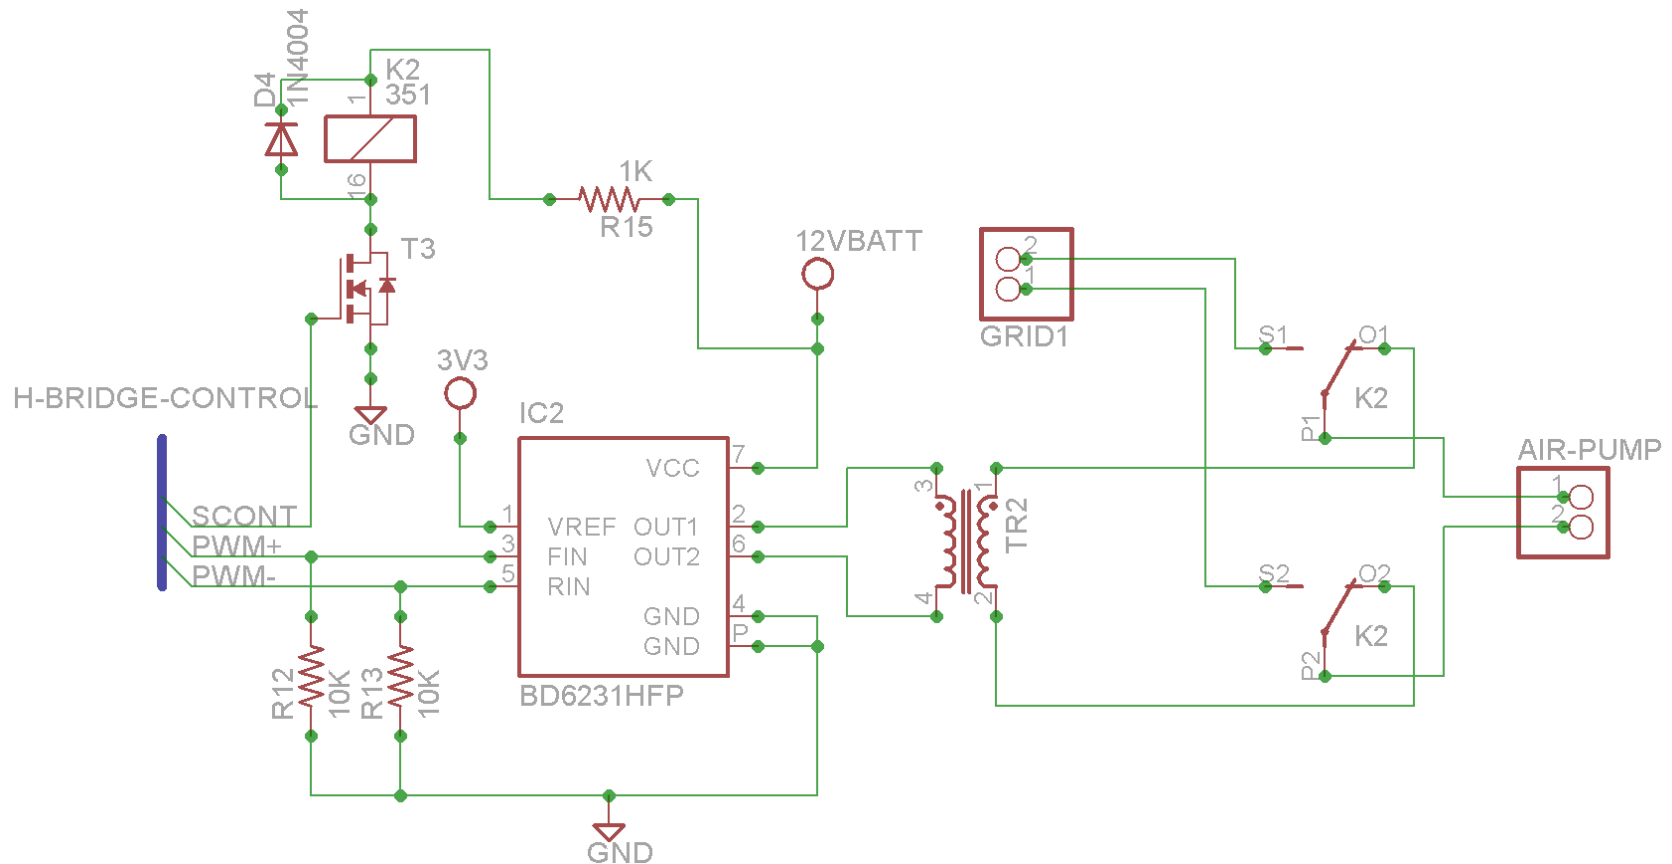 D4
1N4004
K2
351
1
16
1K
R15
T3
12VBATT
2
1
GRID1
S1
O1
K2
P1
3V3
H-BRIDGE-CONTROL
GND
IC2
AIR-PUMP
1
2
VCC
7
3
1
TR2
SCONT
1
VREF
OUT1
2
PWM+
3
FIN
OUT2
6
PWM-
5
RIN
4
2
S2
O2
K2
P2
GND
4
GND
P
R12
10K
R13
10K
BD6231HFP
GND